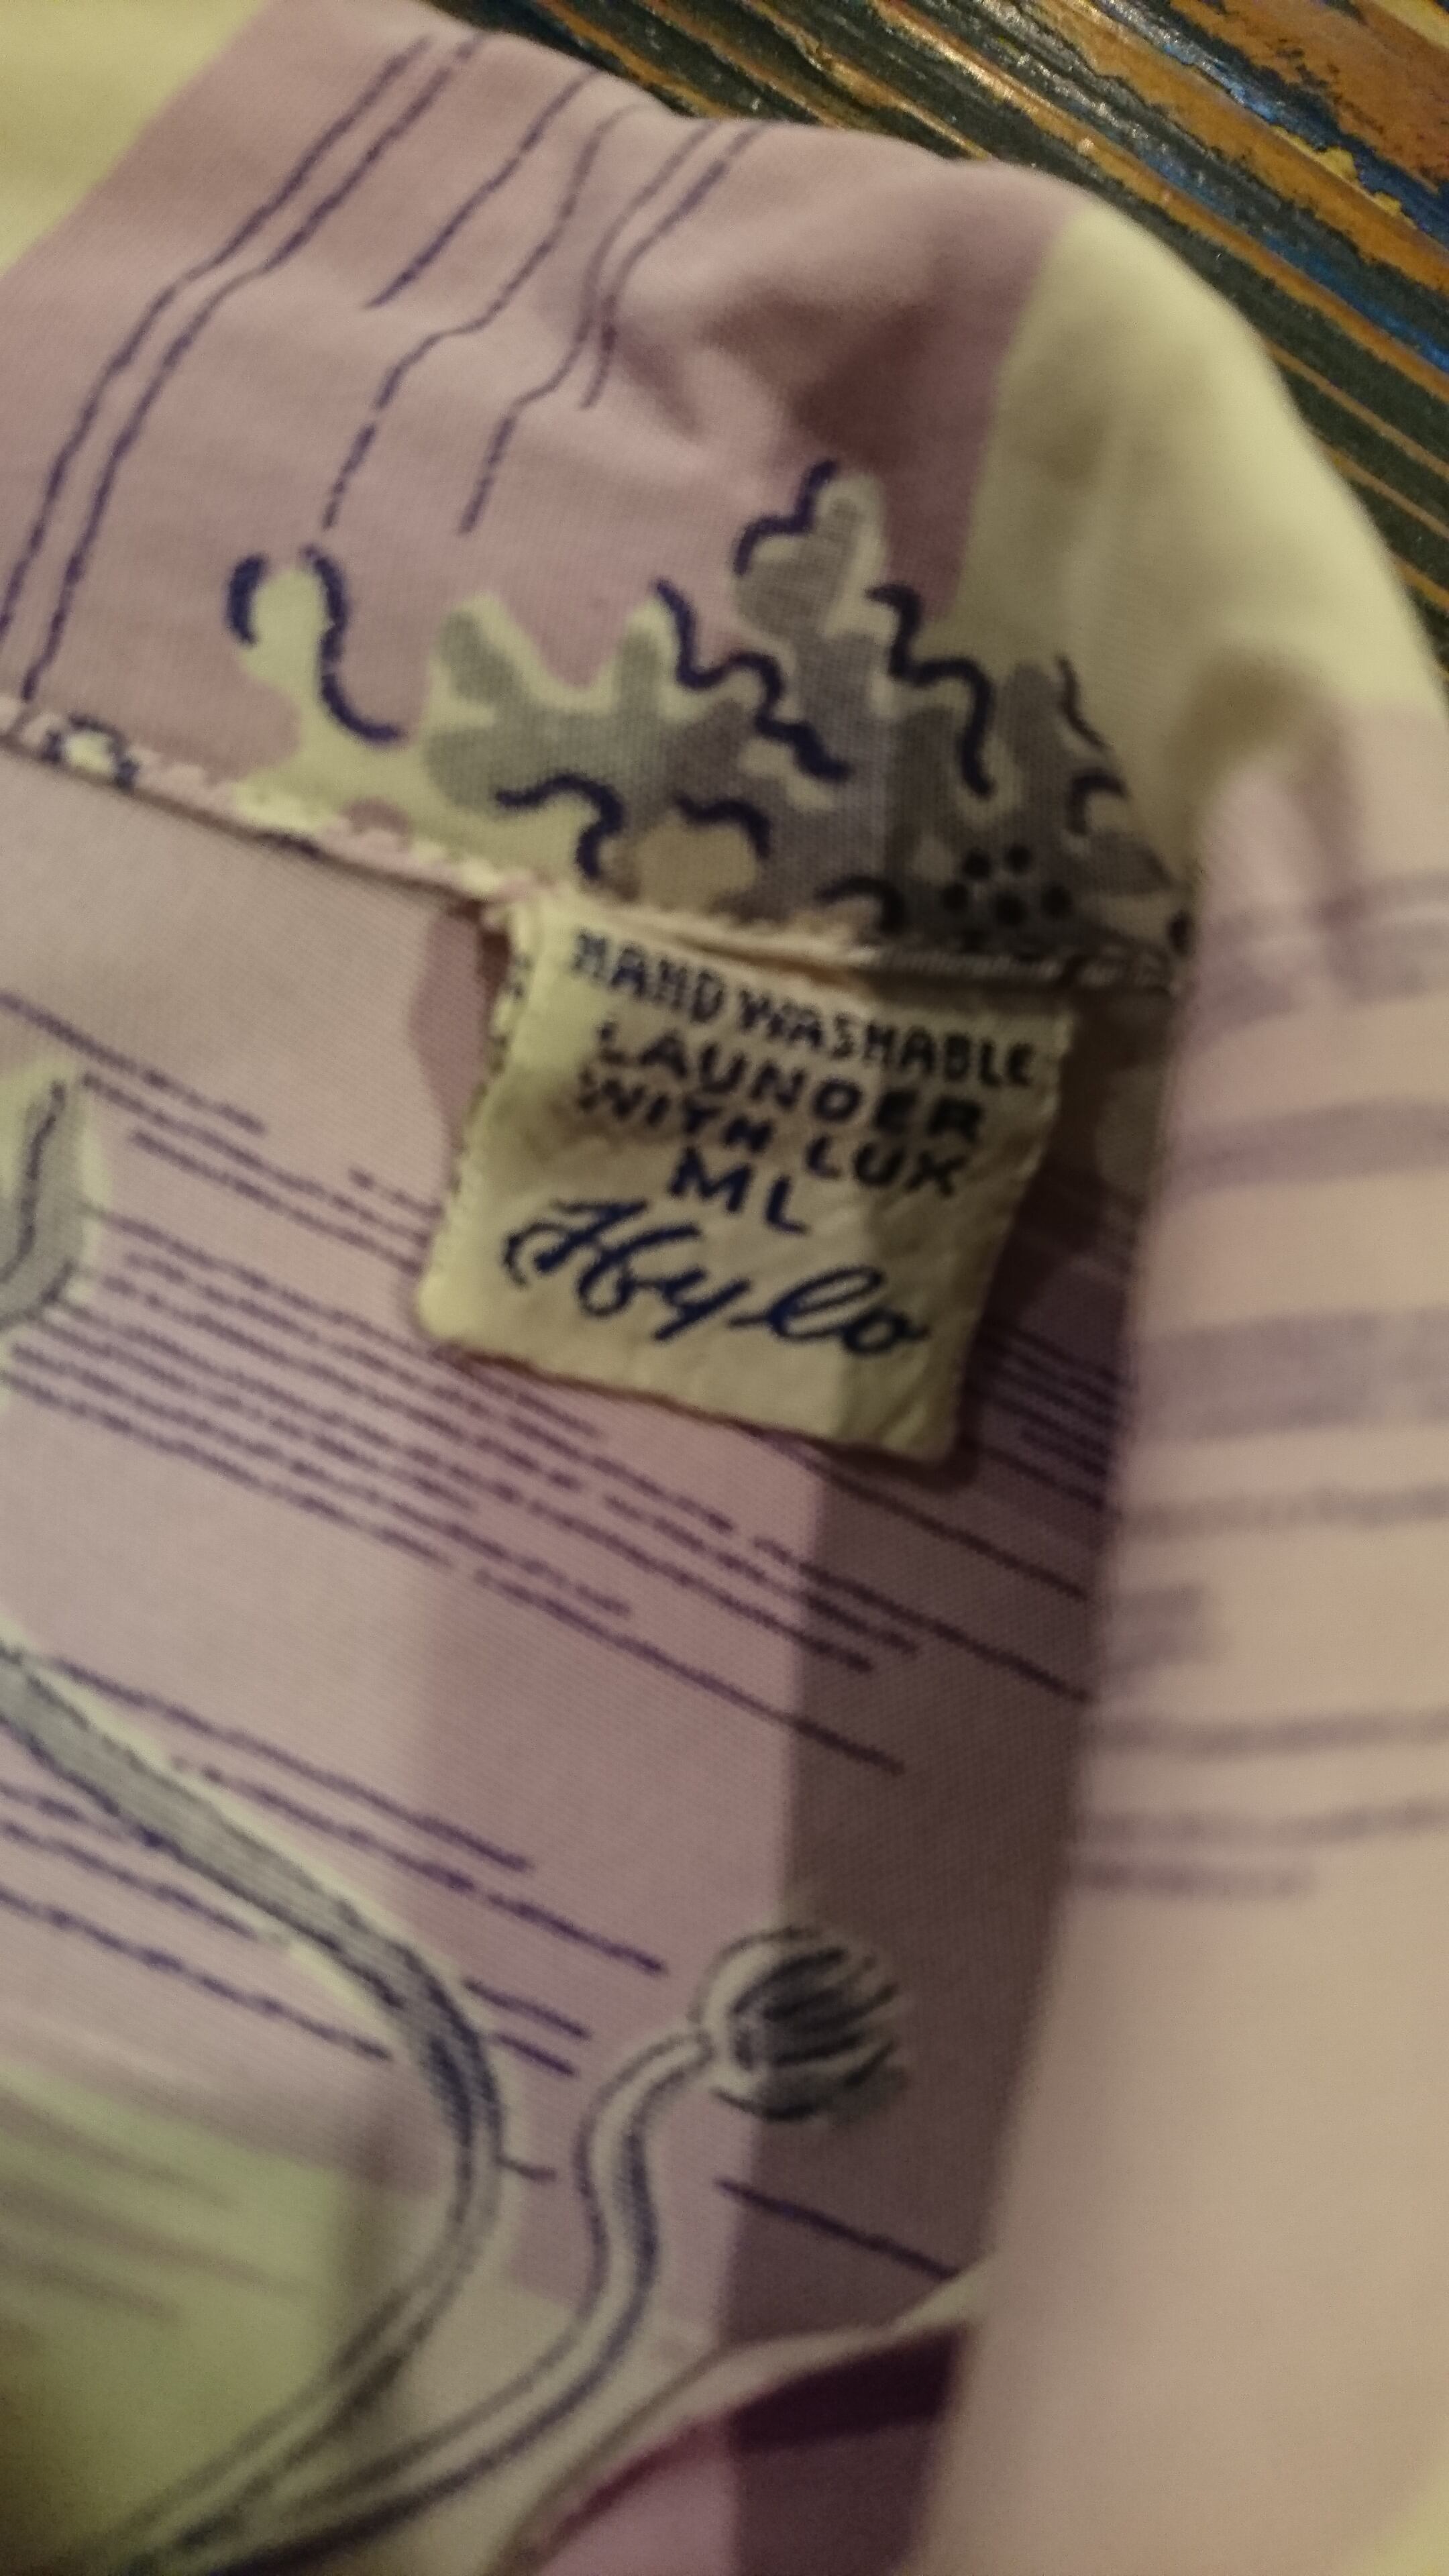 HAND WASHABLE
LAUNDER
WITH LUX
ML
Hylo